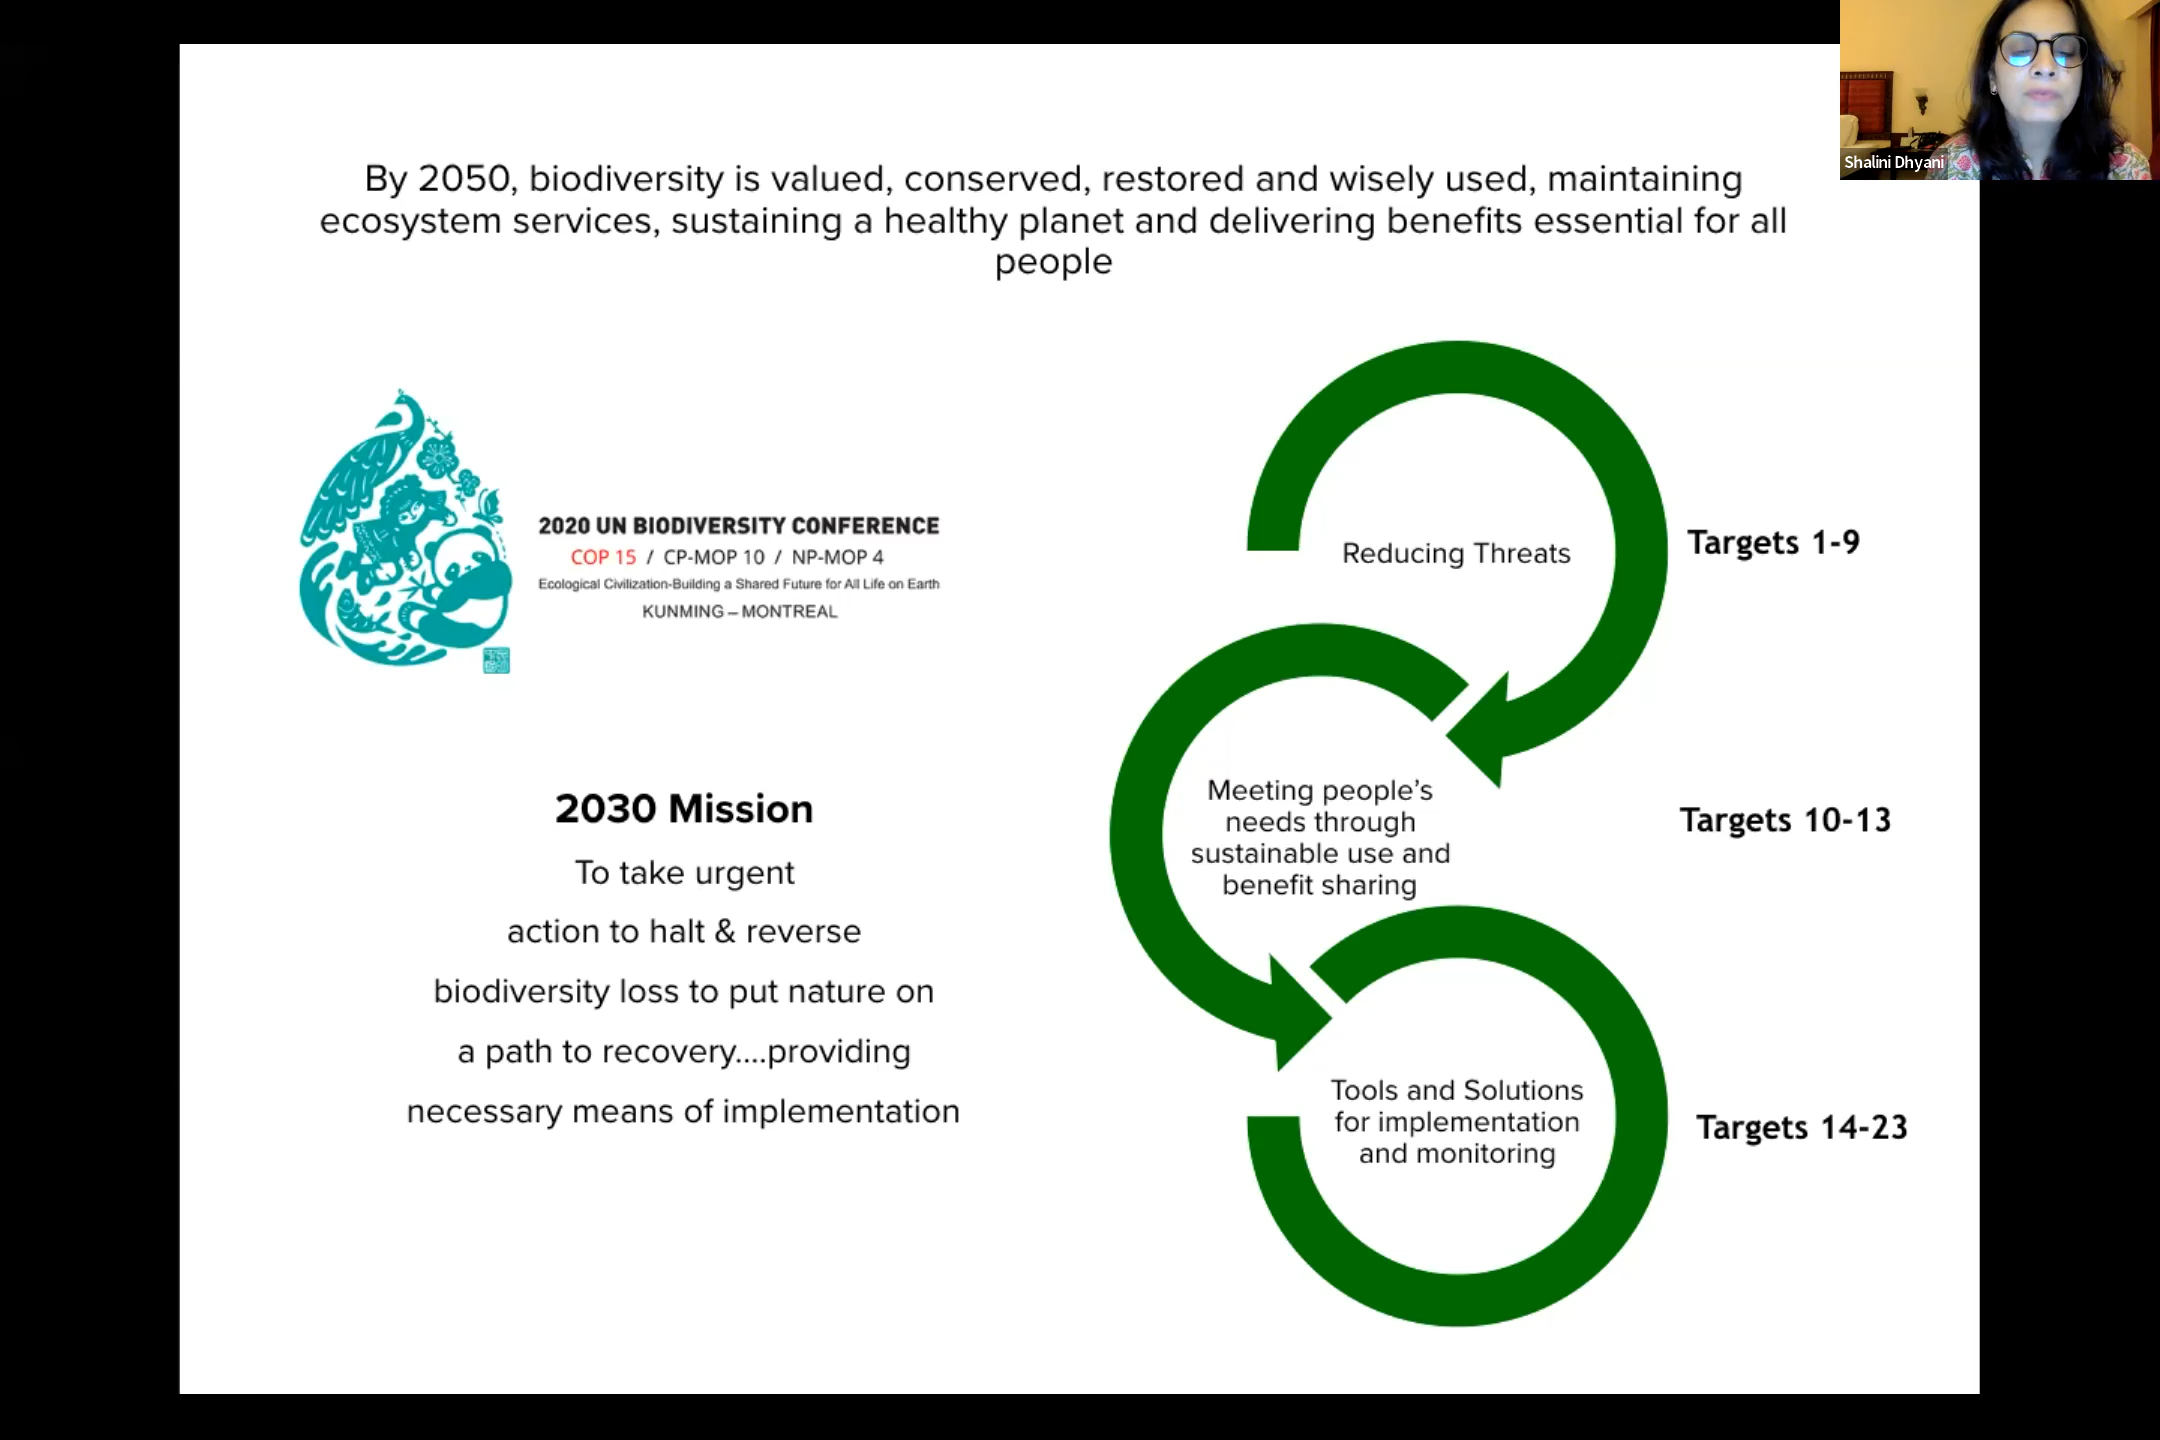 Shalini Dhyani
By 2050, biodiversity is valued, conserved, restored and wisely used, maintaining
ecosystem services, sustaining a healthy planet and delivering benefits essential for all
people
2020 UN BIODIVERSITY CONFERENCE
COP 15 / CP-MOP 10 / NP-MOP 4
Ecological Civilization-Building a Shared Future for All Life on Earth
KUNMING – MONTREAL
2030 Mission
To take urgent
action to halt & reverse
biodiversity loss to put nature on
a path to recovery....providing
necessary means of implementation
Reducing Threats
Targets 1-9
Meeting people’s
needs through
sustainable use and
benefit sharing
Targets 10-13
Tools and Solutions
for implementation
and monitoring
Targets 14-23